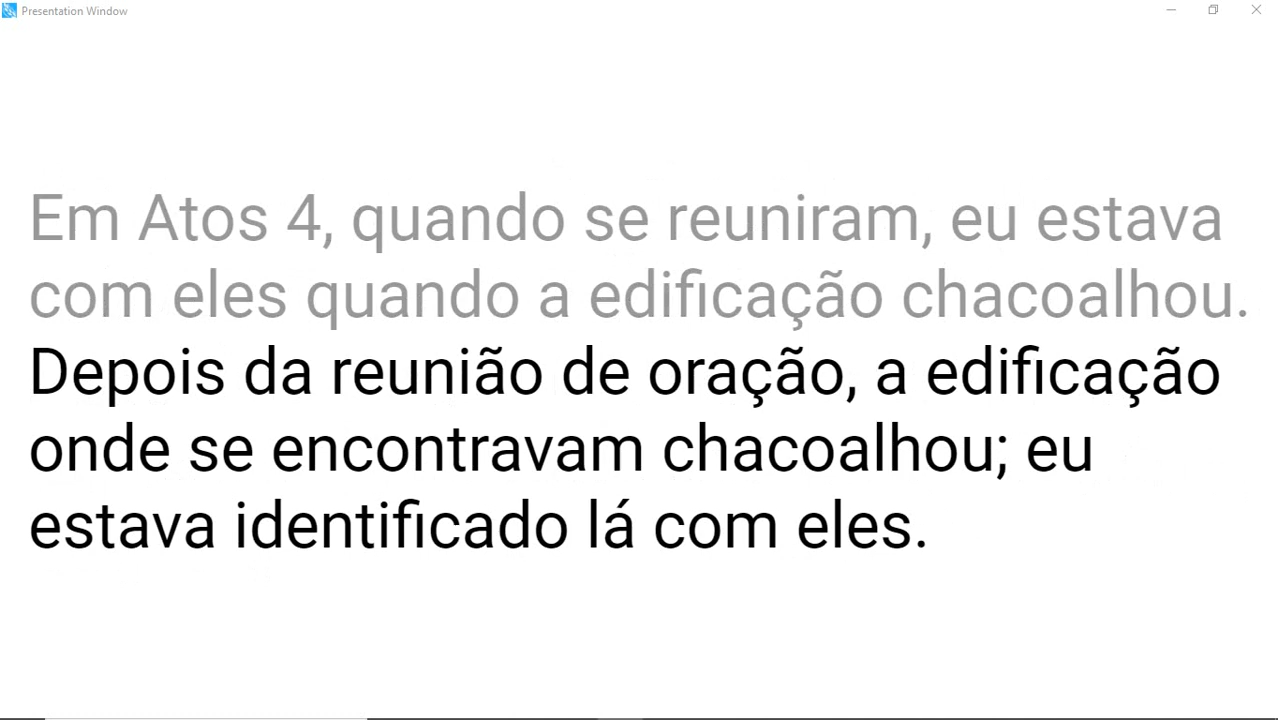 Presentation Window
Em Atos 4, quando se reuniram, eu estava
com eles quando a edificação chacoalhou.
Depois da reunião de oração, a edificação
onde se encontravam chacoalhou; eu
estava identificado lá com eles.